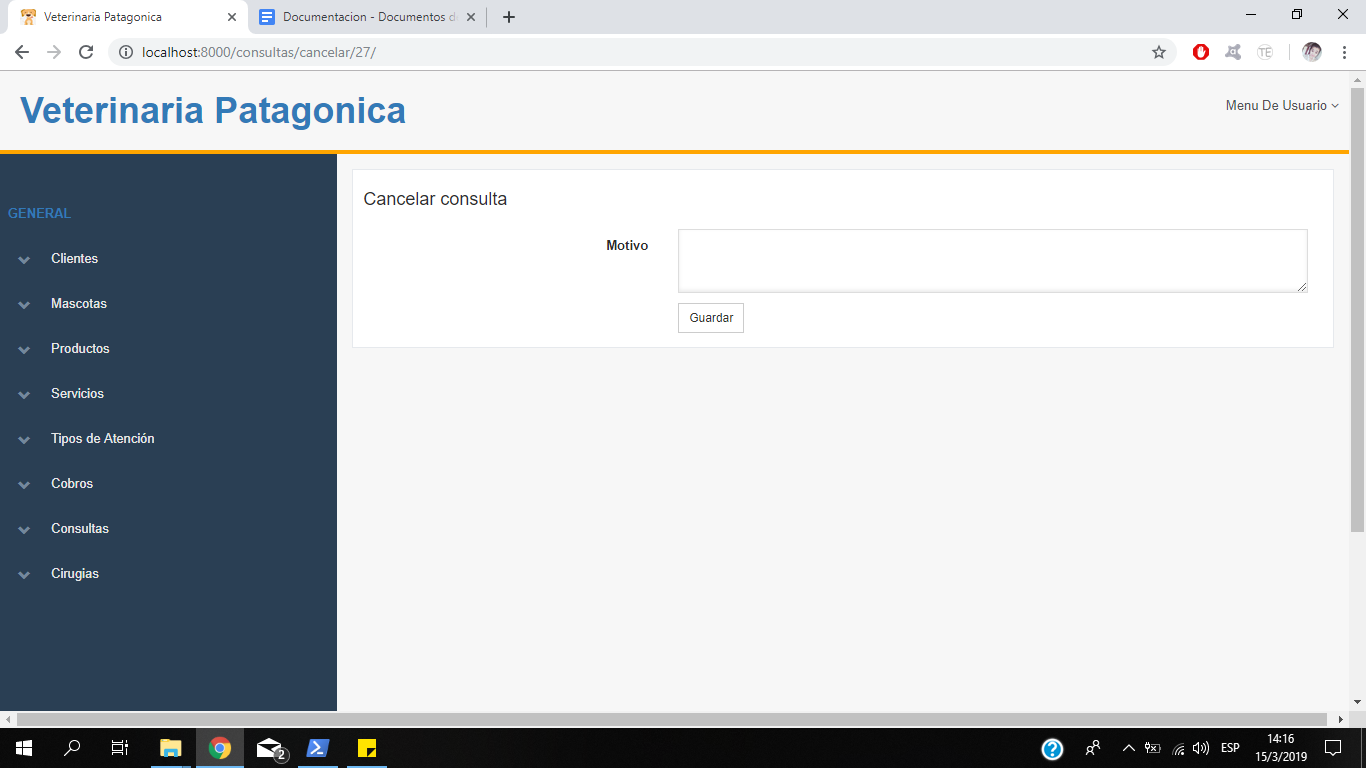 Veterinaria Patagonica
Documentacion - Documentos d
localhost:8000/consultas/cancelar/27/
TE
Veterinaria Patagonica
Menu De Usuario
GENERAL
Clientes
Mascotas
Productos
Servicios
Tipos de Atención
Cobros
Consultas
Cirugias
Cancelar consulta
Motivo
Guardar
2
ESP
14:16
15/3/2019